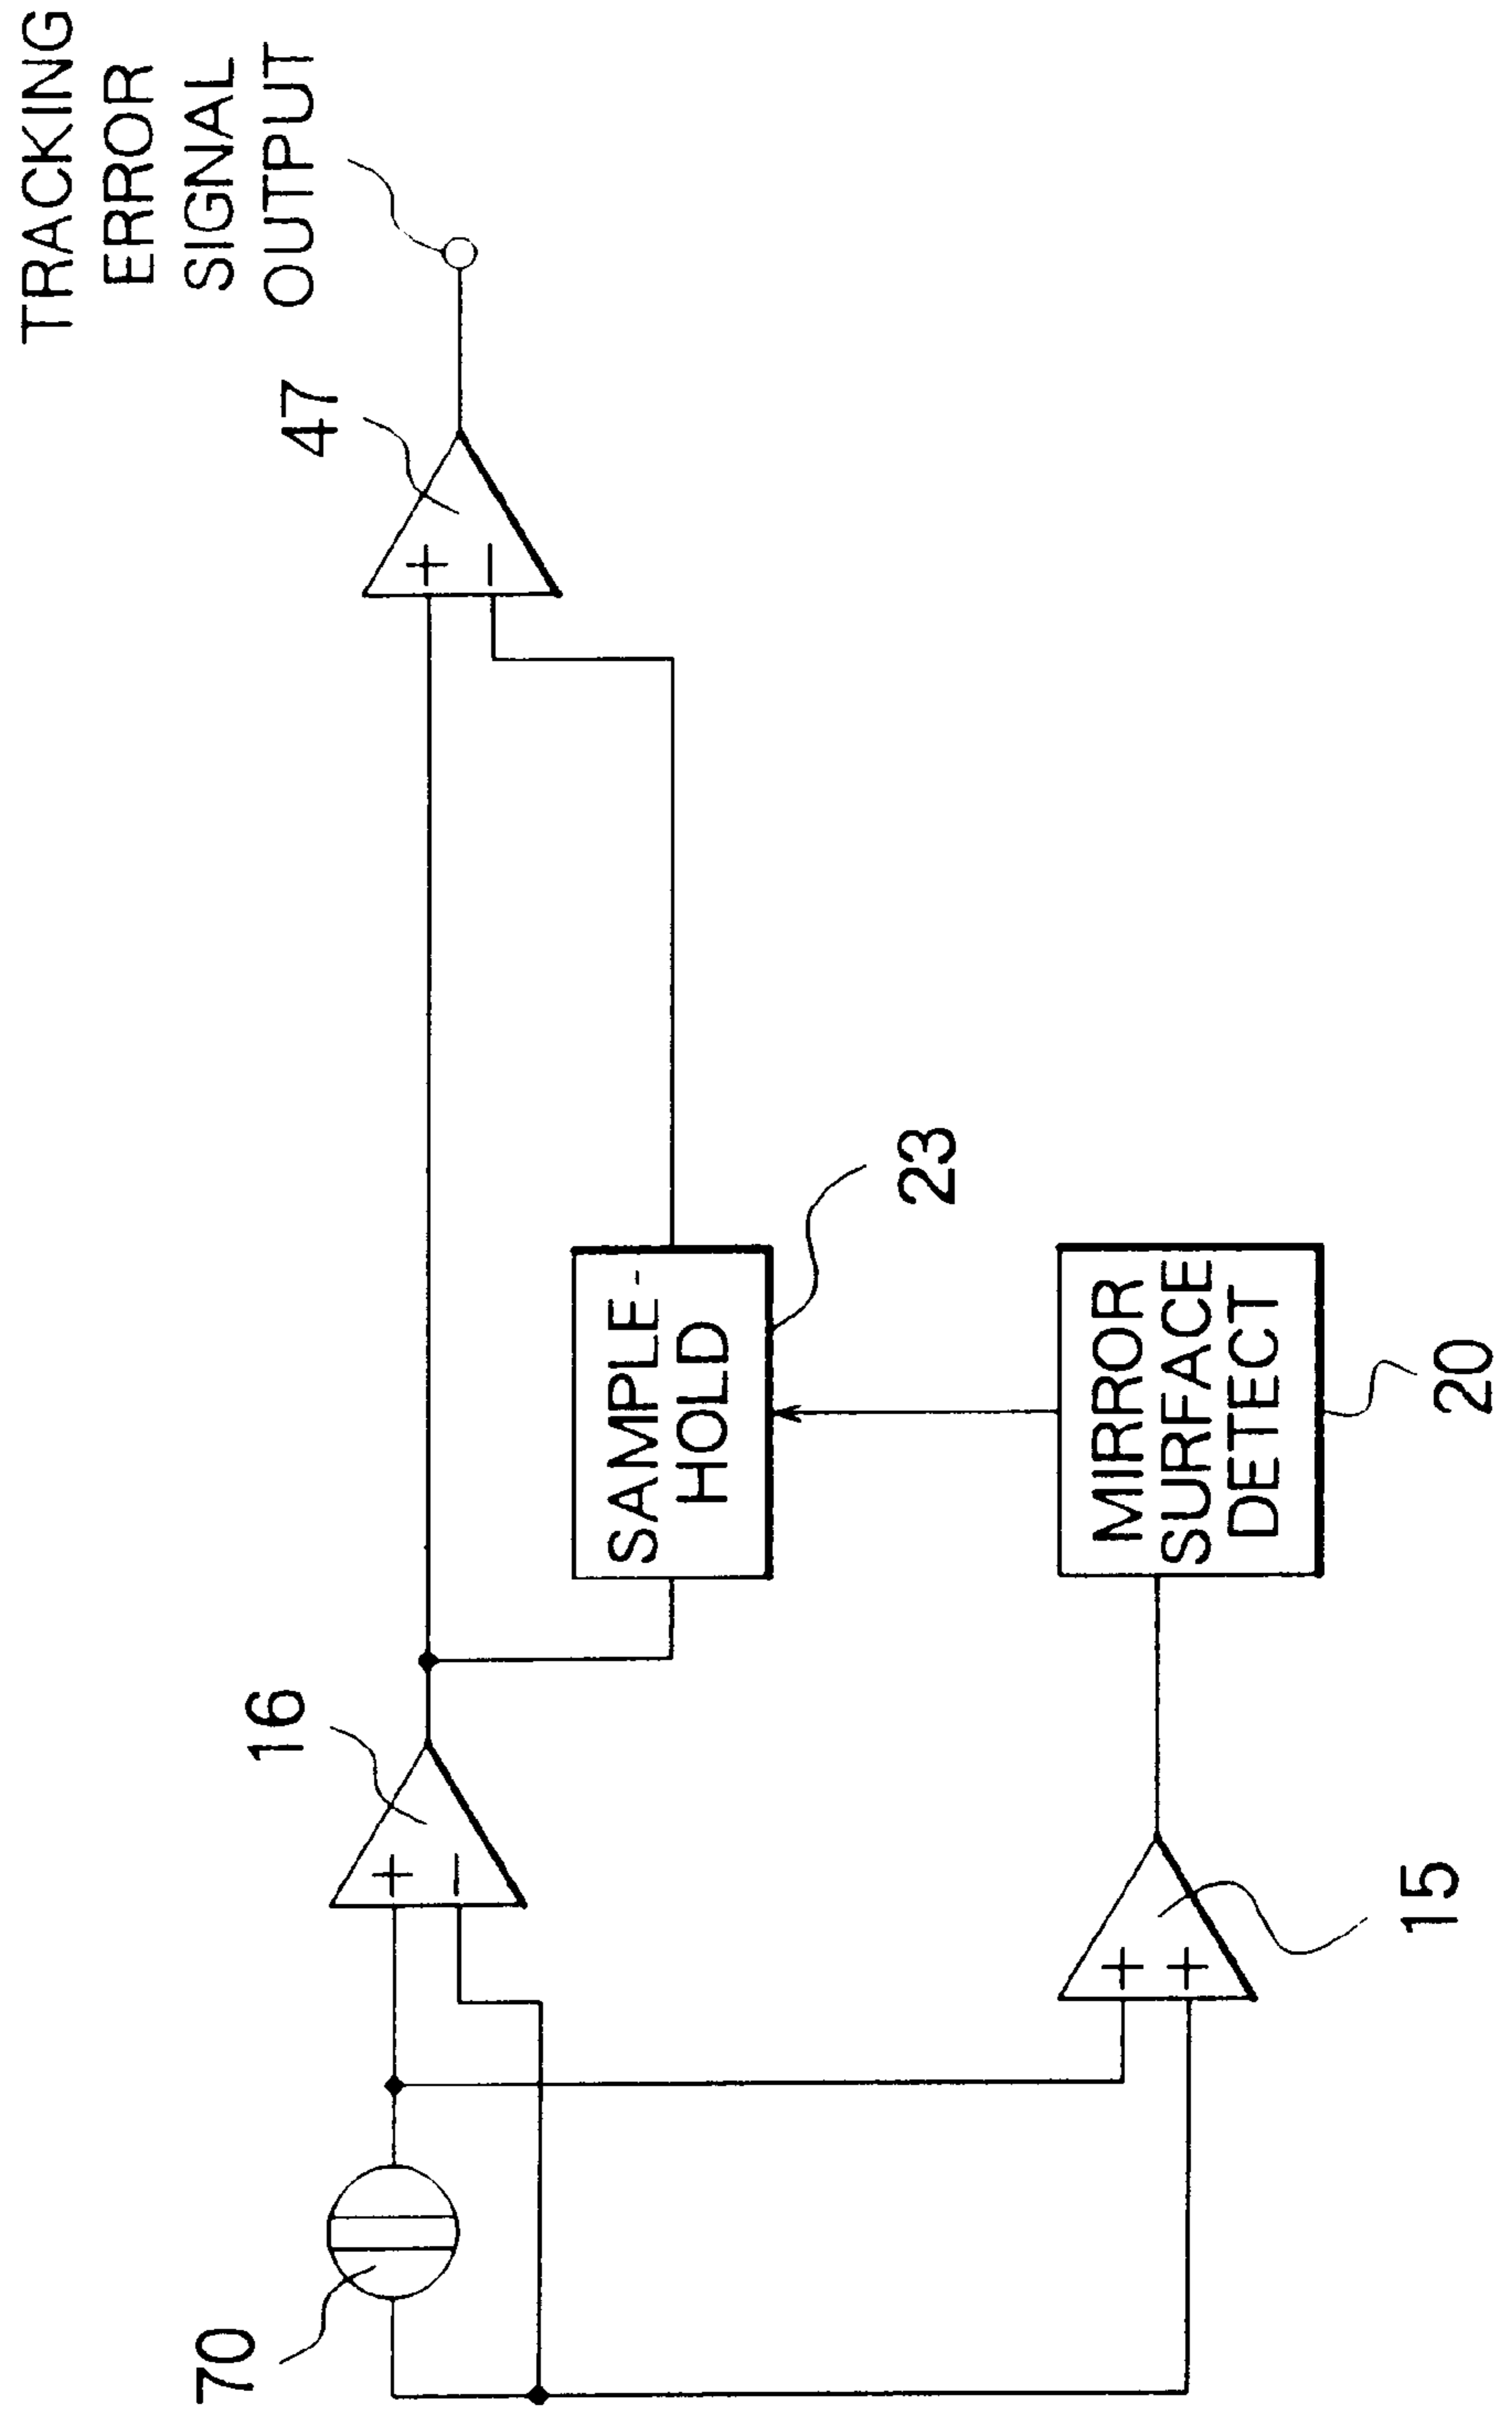 TRACKING
ERROR
SIGNAL
OUTPUT
47
16
+
−
+
−
70
SAMPLE-
HOLD
23
MIRROR
SURFACE
DETECT
20
+
+
15